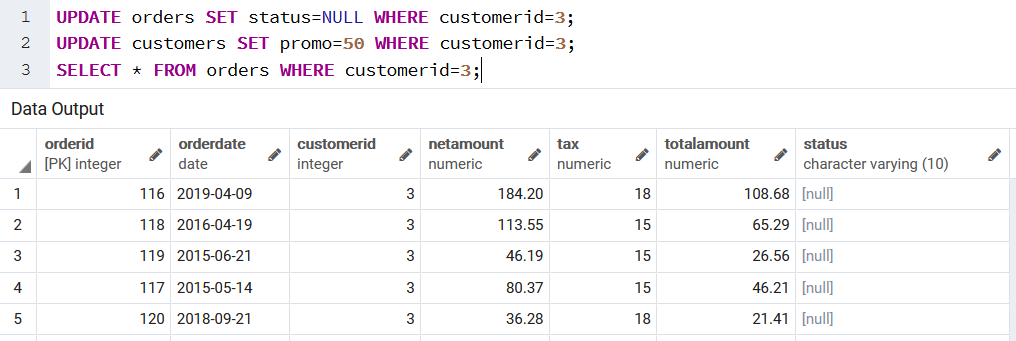 1 UPDATE orders SET status=NULL WHERE customerid=3;
2 UPDATE customers SET promo=50 WHERE customerid=3;
3 SELECT * FROM orders WHERE customerid=3;
Data Output
orderid orderdate customerid netamount tax totalamount status
[PK] integer date integer numeric numeric numeric character varying (10)
1 116 2019-04-09 3 184.20 18 108.68 [null]
2 118 2016-04-19 3 113.55 15 65.29 [null]
3 119 2015-06-21 3 46.19 15 26.56 [null]
4 117 2015-05-14 3 80.37 15 46.21 [null]
5 120 2018-09-21 3 36.28 18 21.41 [null]